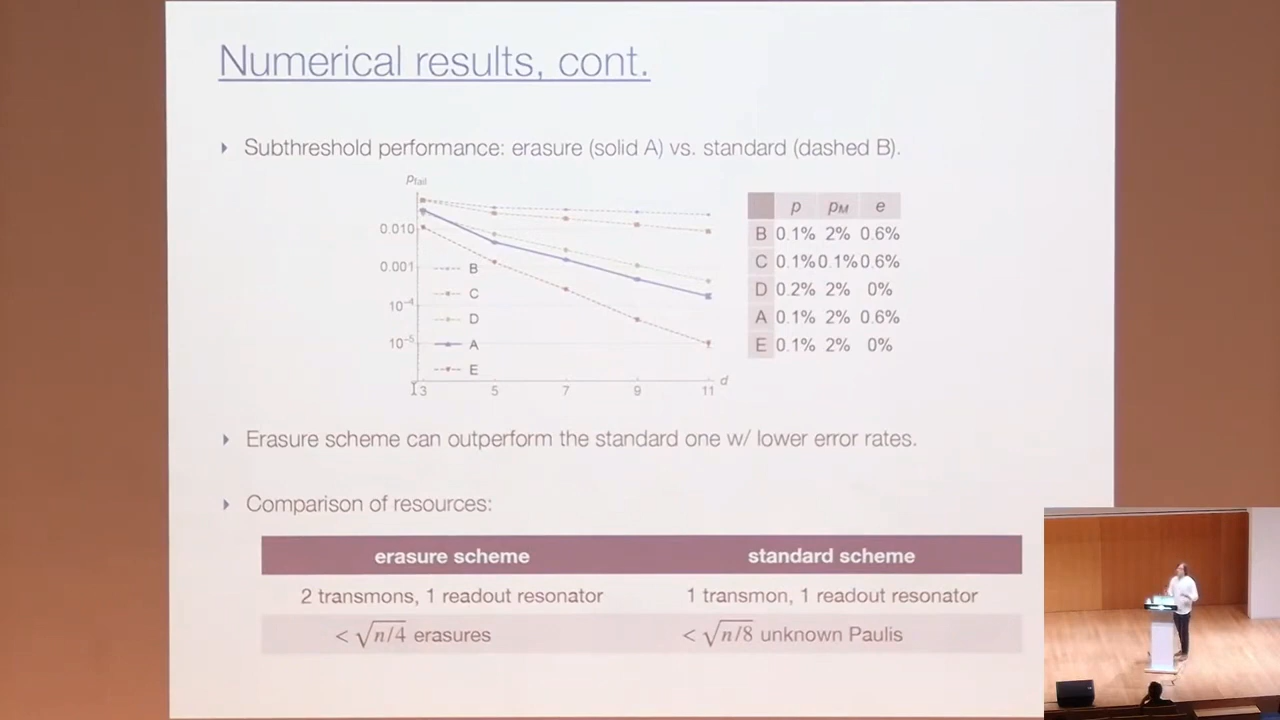 Numerical results, cont.
Subthreshold performance: erasure (solid A) vs. standard (dashed B).
pfail
0.010
0.001
10⁻⁴
10⁻⁵
B
C
D
A
E
3 5 7 9 11 d
p pM e
B 0.1% 2% 0.6%
C 0.1% 0.1% 0.6%
D 0.2% 2% 0%
A 0.1% 2% 0.6%
E 0.1% 2% 0%
Erasure scheme can outperform the standard one w/ lower error rates.
Comparison of resources:
erasure scheme standard scheme
2 transmons, 1 readout resonator 1 transmon, 1 readout resonator
< √n/4 erasures < √n/8 unknown Paulis